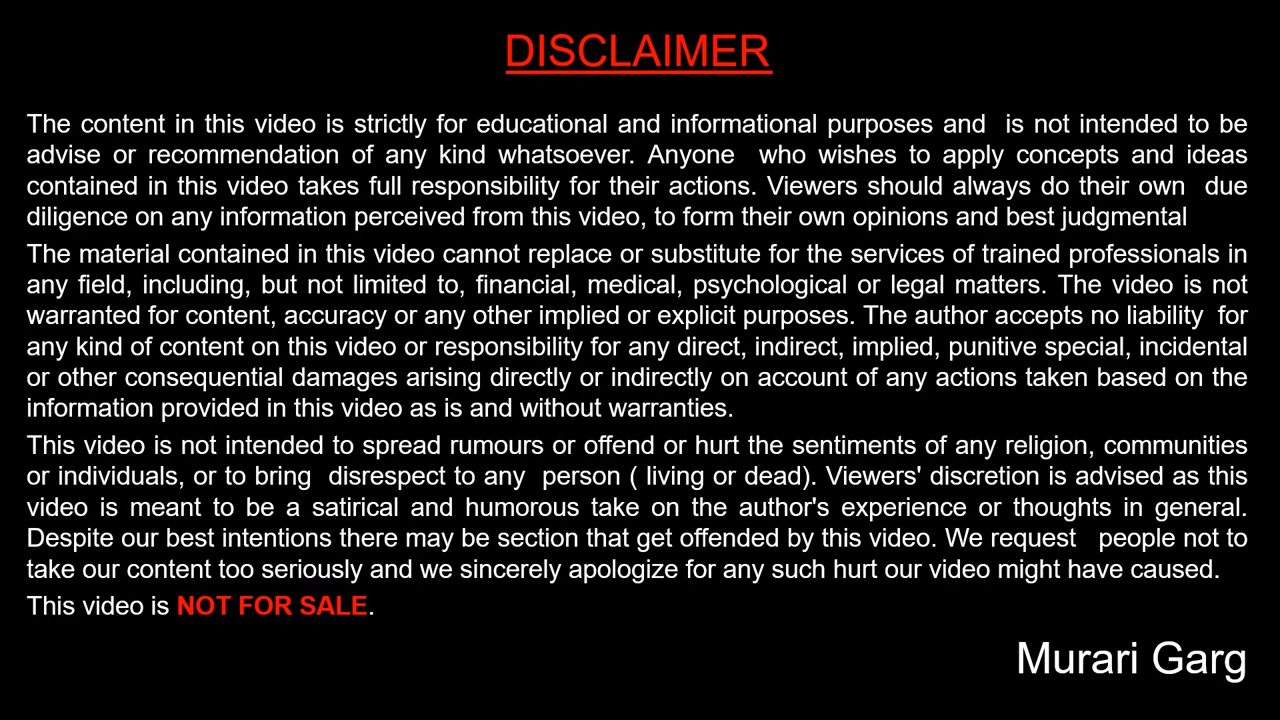 DISCLAIMER
The content in this video is strictly for educational and informational purposes and is not intended to be
advise or recommendation of any kind whatsoever. Anyone who wishes to apply concepts and ideas
contained in this video takes full responsibility for their actions. Viewers should always do their own due
diligence on any information perceived from this video, to form their own opinions and best judgmental
The material contained in this video cannot replace or substitute for the services of trained professionals in
any field, including, but not limited to, financial, medical, psychological or legal matters. The video is not
warranted for content, accuracy or any other implied or explicit purposes. The author accepts no liability for
any kind of content on this video or responsibility for any direct, indirect, implied, punitive special, incidental
or other consequential damages arising directly or indirectly on account of any actions taken based on the
information provided in this video as is and without warranties.
This video is not intended to spread rumours or offend or hurt the sentiments of any religion, communities
or individuals, or to bring disrespect to any person ( living or dead). Viewers' discretion is advised as this
video is meant to be a satirical and humorous take on the author's experience or thoughts in general.
Despite our best intentions there may be section that get offended by this video. We request people not to
take our content too seriously and we sincerely apologize for any such hurt our video might have caused.
This video is NOT FOR SALE.
Murari Garg